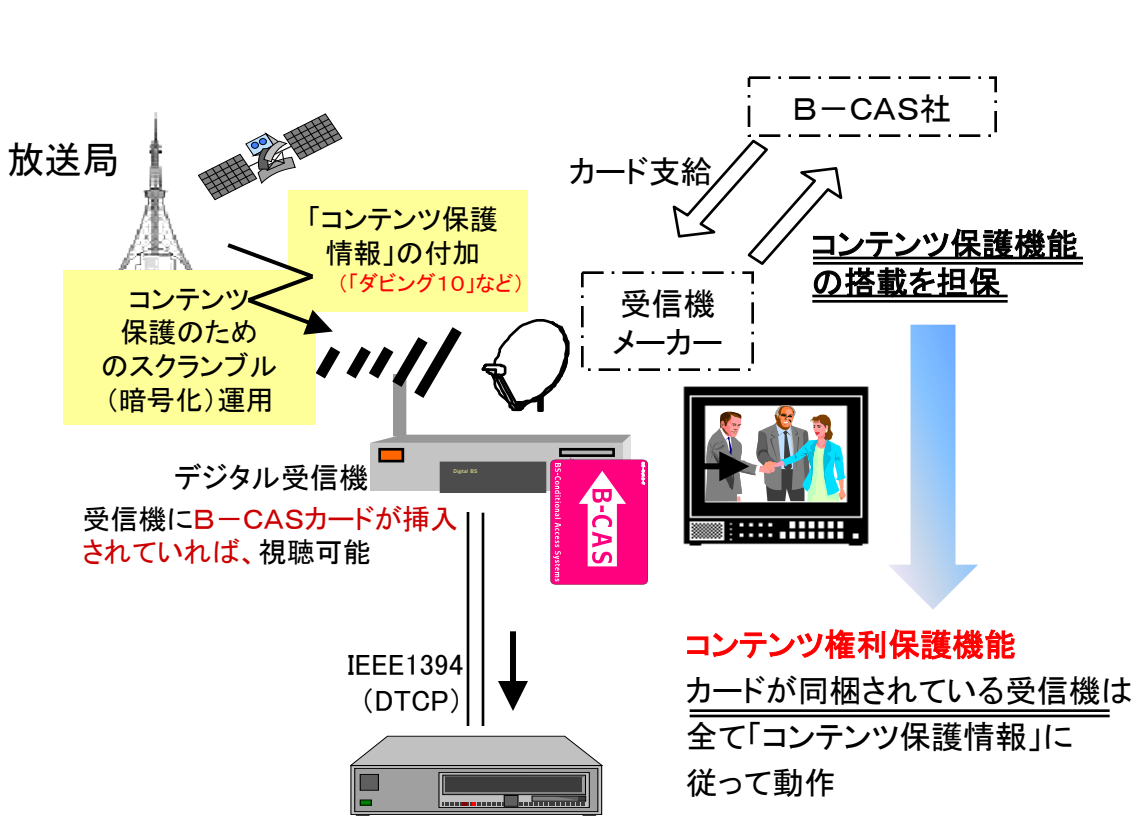 B－CAS社
放送局
カード支給
「コンテンツ保護
情報」の付加
（「ダビング１０」など）
コンテンツ保護機能
の搭載を担保
コンテンツ
保護のため
のスクランブル
（暗号化）運用
受信機
メーカー
デジタル受信機
Digital BS
B-CAS
BS-Conditional Access Systems
受信機にB－CASカードが挿入
されていれば、視聴可能
IEEE1394
（DTCP）
コンテンツ権利保護機能
カードが同梱されている受信機は
全て「コンテンツ保護情報」に
従って動作